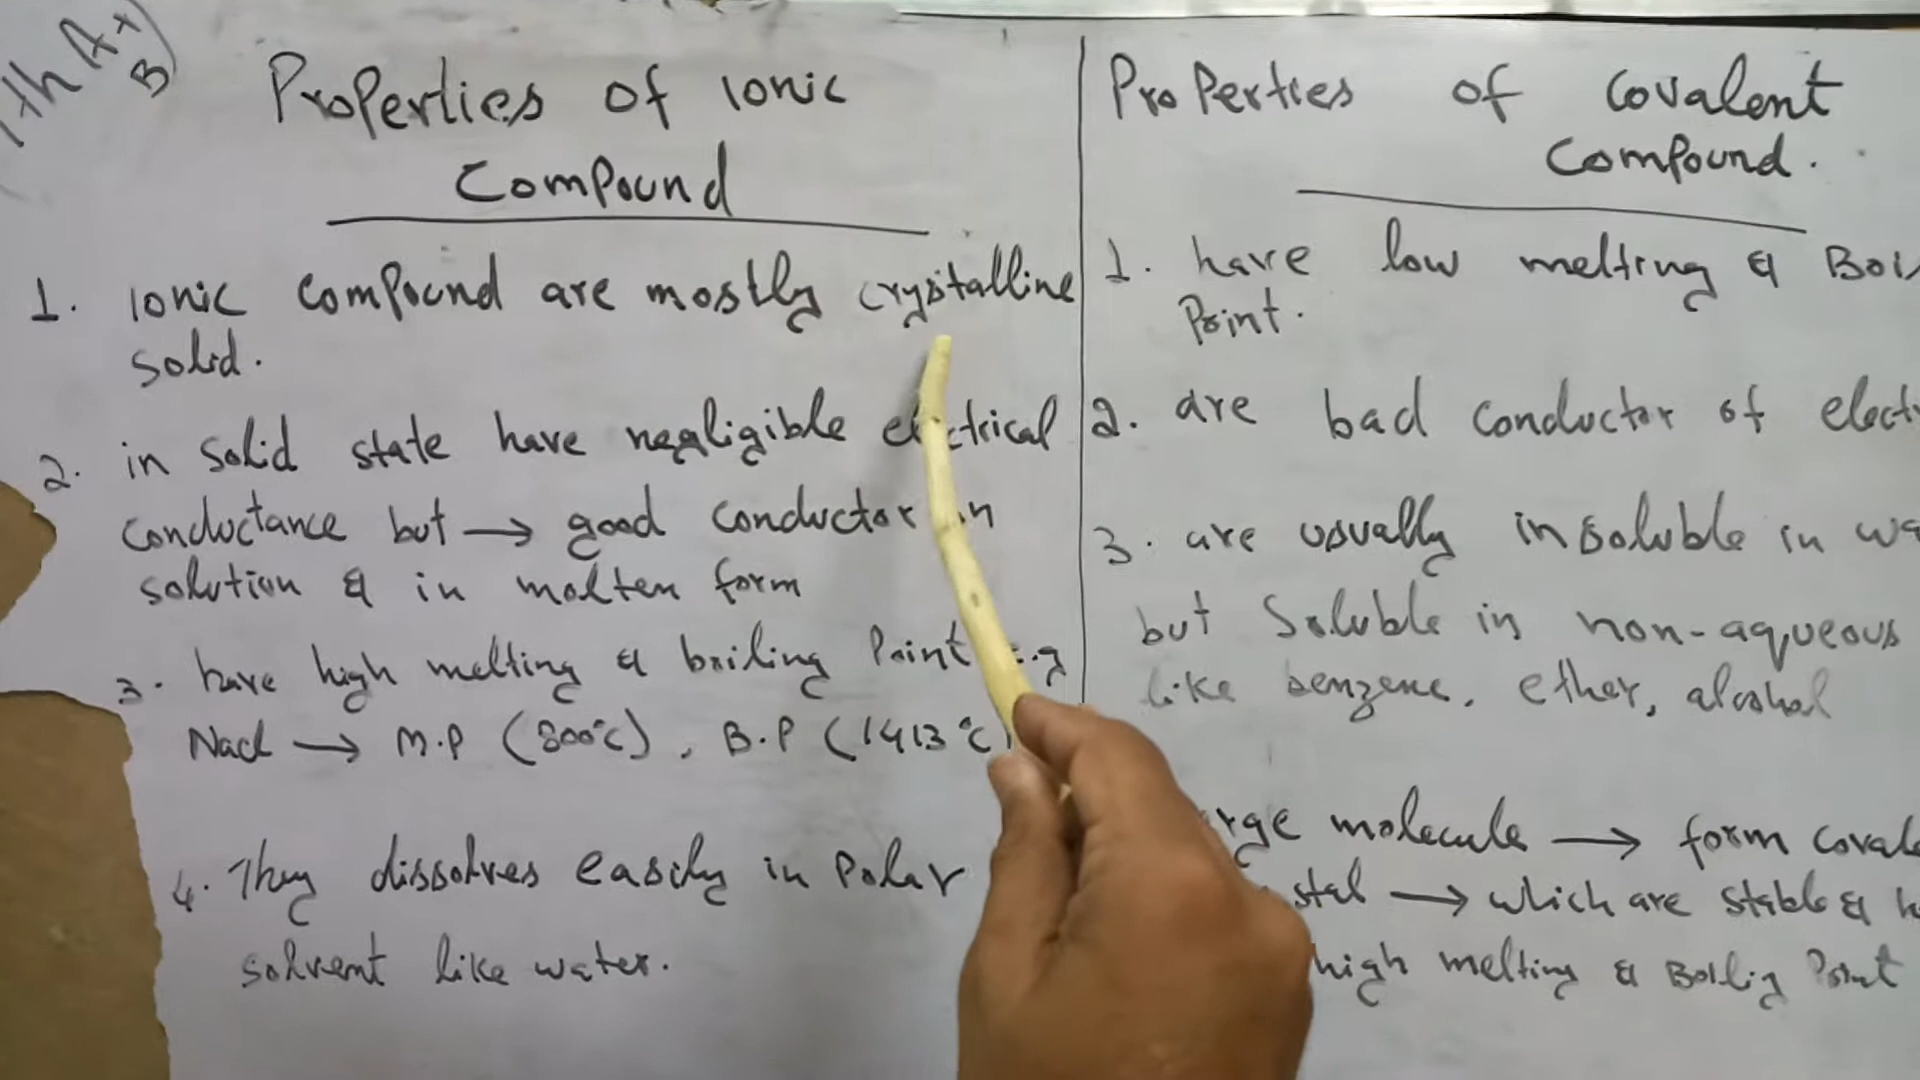 Properties of Ionic
Compound
1. Ionic Compound are mostly crystalline
solid.
2. in solid state have negligible electrical
conductance but → good conductor in
solution & in molten form
3. have high melting & boiling Point e.g
Nacl → M.P (800°C), B.P (1413°C)
4. They dissolves easily in Polar
solvent like water.
Properties of Covalent
Compound.
1. have low melting & Boi
Point.
2. are bad conductor of elect
3. are usually insoluble in wa
but Soluble in non-aqueous
like benzene, ether, alcohol
rge molecule → form coval
stal → which are stable & h
high melting & Boilig Point